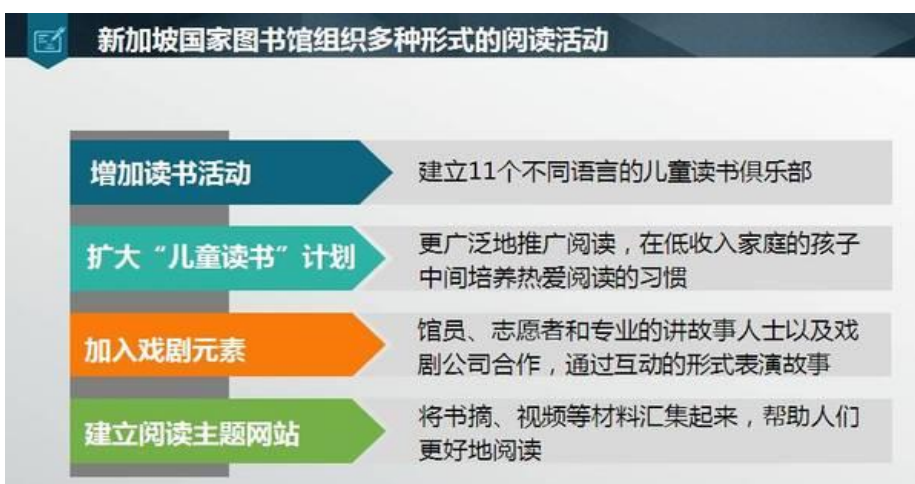 新加坡国家图书馆组织多种形式的阅读活动
增加读书活动
建立11个不同语言的儿童读书俱乐部
扩大“儿童读书”计划
更广泛地推广阅读，在低收入家庭的孩子
中间培养热爱阅读的习惯
加入戏剧元素
馆员、志愿者和专业的讲故事人士以及戏
剧公司合作，通过互动的形式表演故事
建立阅读主题网站
将书摘、视频等材料汇集起来，帮助人们
更好地阅读